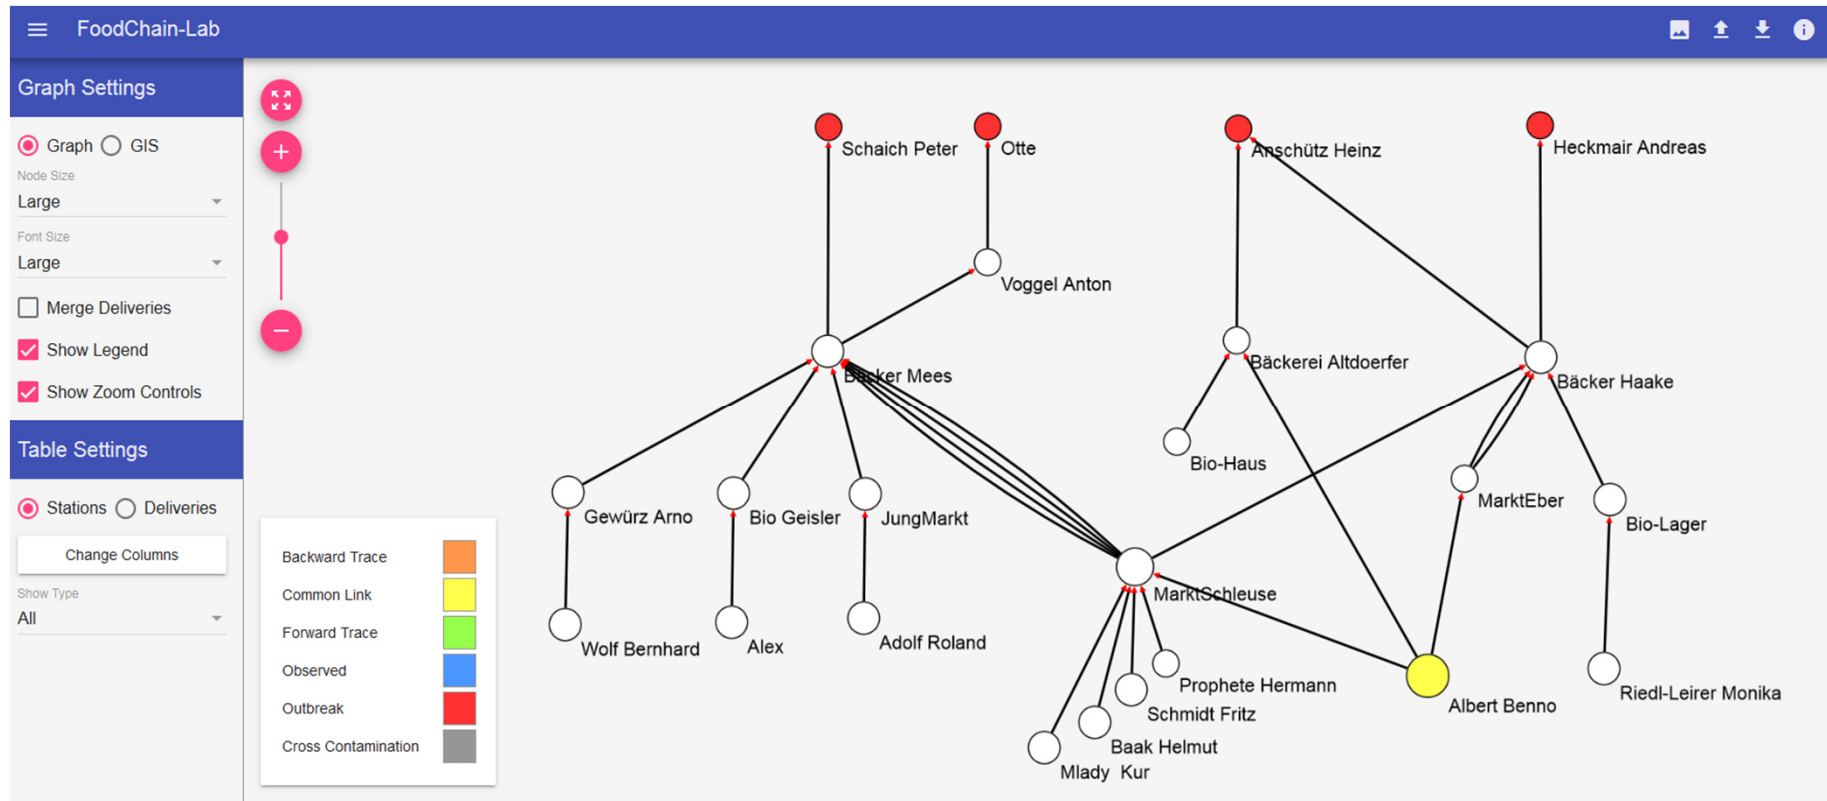 FoodChain-Lab
Graph Settings
Graph GIS
Node Size
Large
Font Size
Large
Merge Deliveries
Show Legend
Show Zoom Controls
Table Settings
Stations Deliveries
Change Columns
Show Type
All
Backward Trace
Common Link
Forward Trace
Observed
Outbreak
Cross Contamination
Schaich Peter
Otte
Anschütz Heinz
Heckmair Andreas
Voggel Anton
Bäcker Mees
Bäckerei Altdoerfer
Bäcker Haake
Bio-Haus
Gewürz Arno
Bio Geisler
JungMarkt
MarktEber
Bio-Lager
MarktSchleuse
Wolf Bernhard
Alex
Adolf Roland
Prophete Hermann
Schmidt Fritz
Baak Helmut
Mlady Kur
Albert Benno
Riedl-Leirer Monika